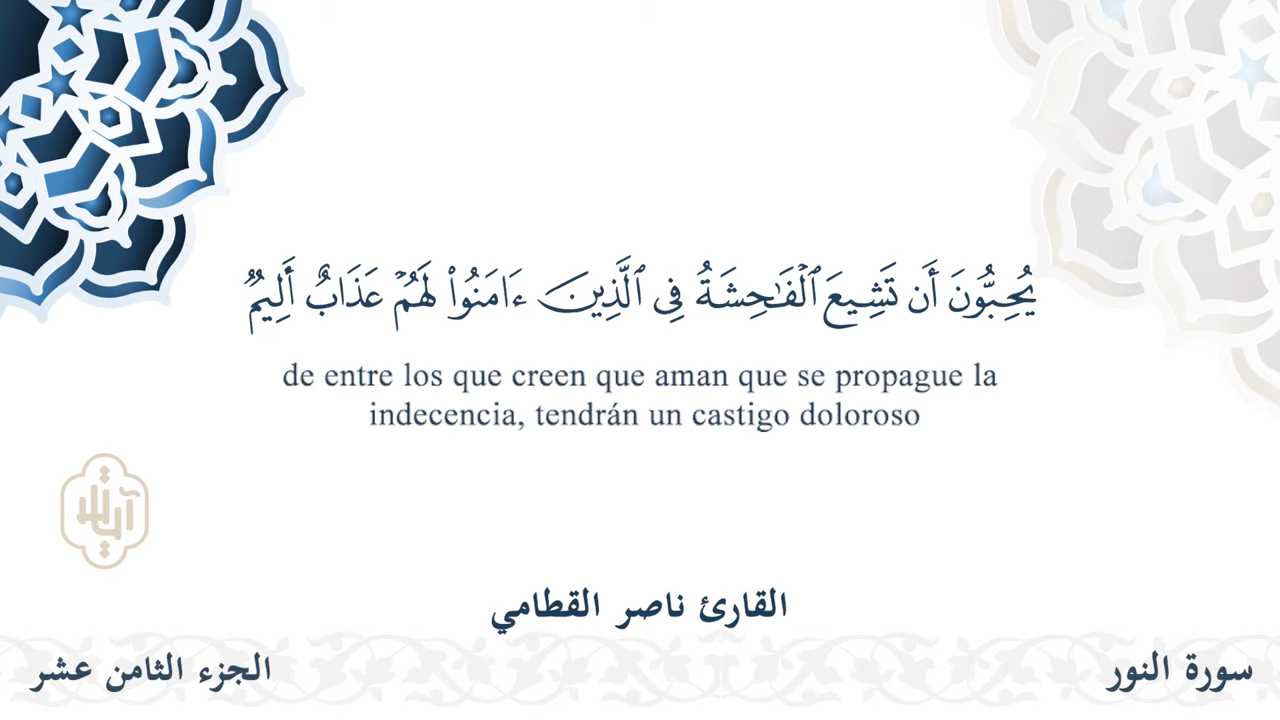 يُحِبُّونَ أَن تَشِيعَ ٱلْفَـٰحِشَةُ فِى ٱلَّذِينَ ءَامَنُوا۟ لَهُمْ عَذَابٌ أَلِيمٌۭ
de entre los que creen que aman que se propague la
indecencia, tendrán un castigo doloroso
القارئ ناصر القطامي
سورة النور
الجزء الثامن عشر